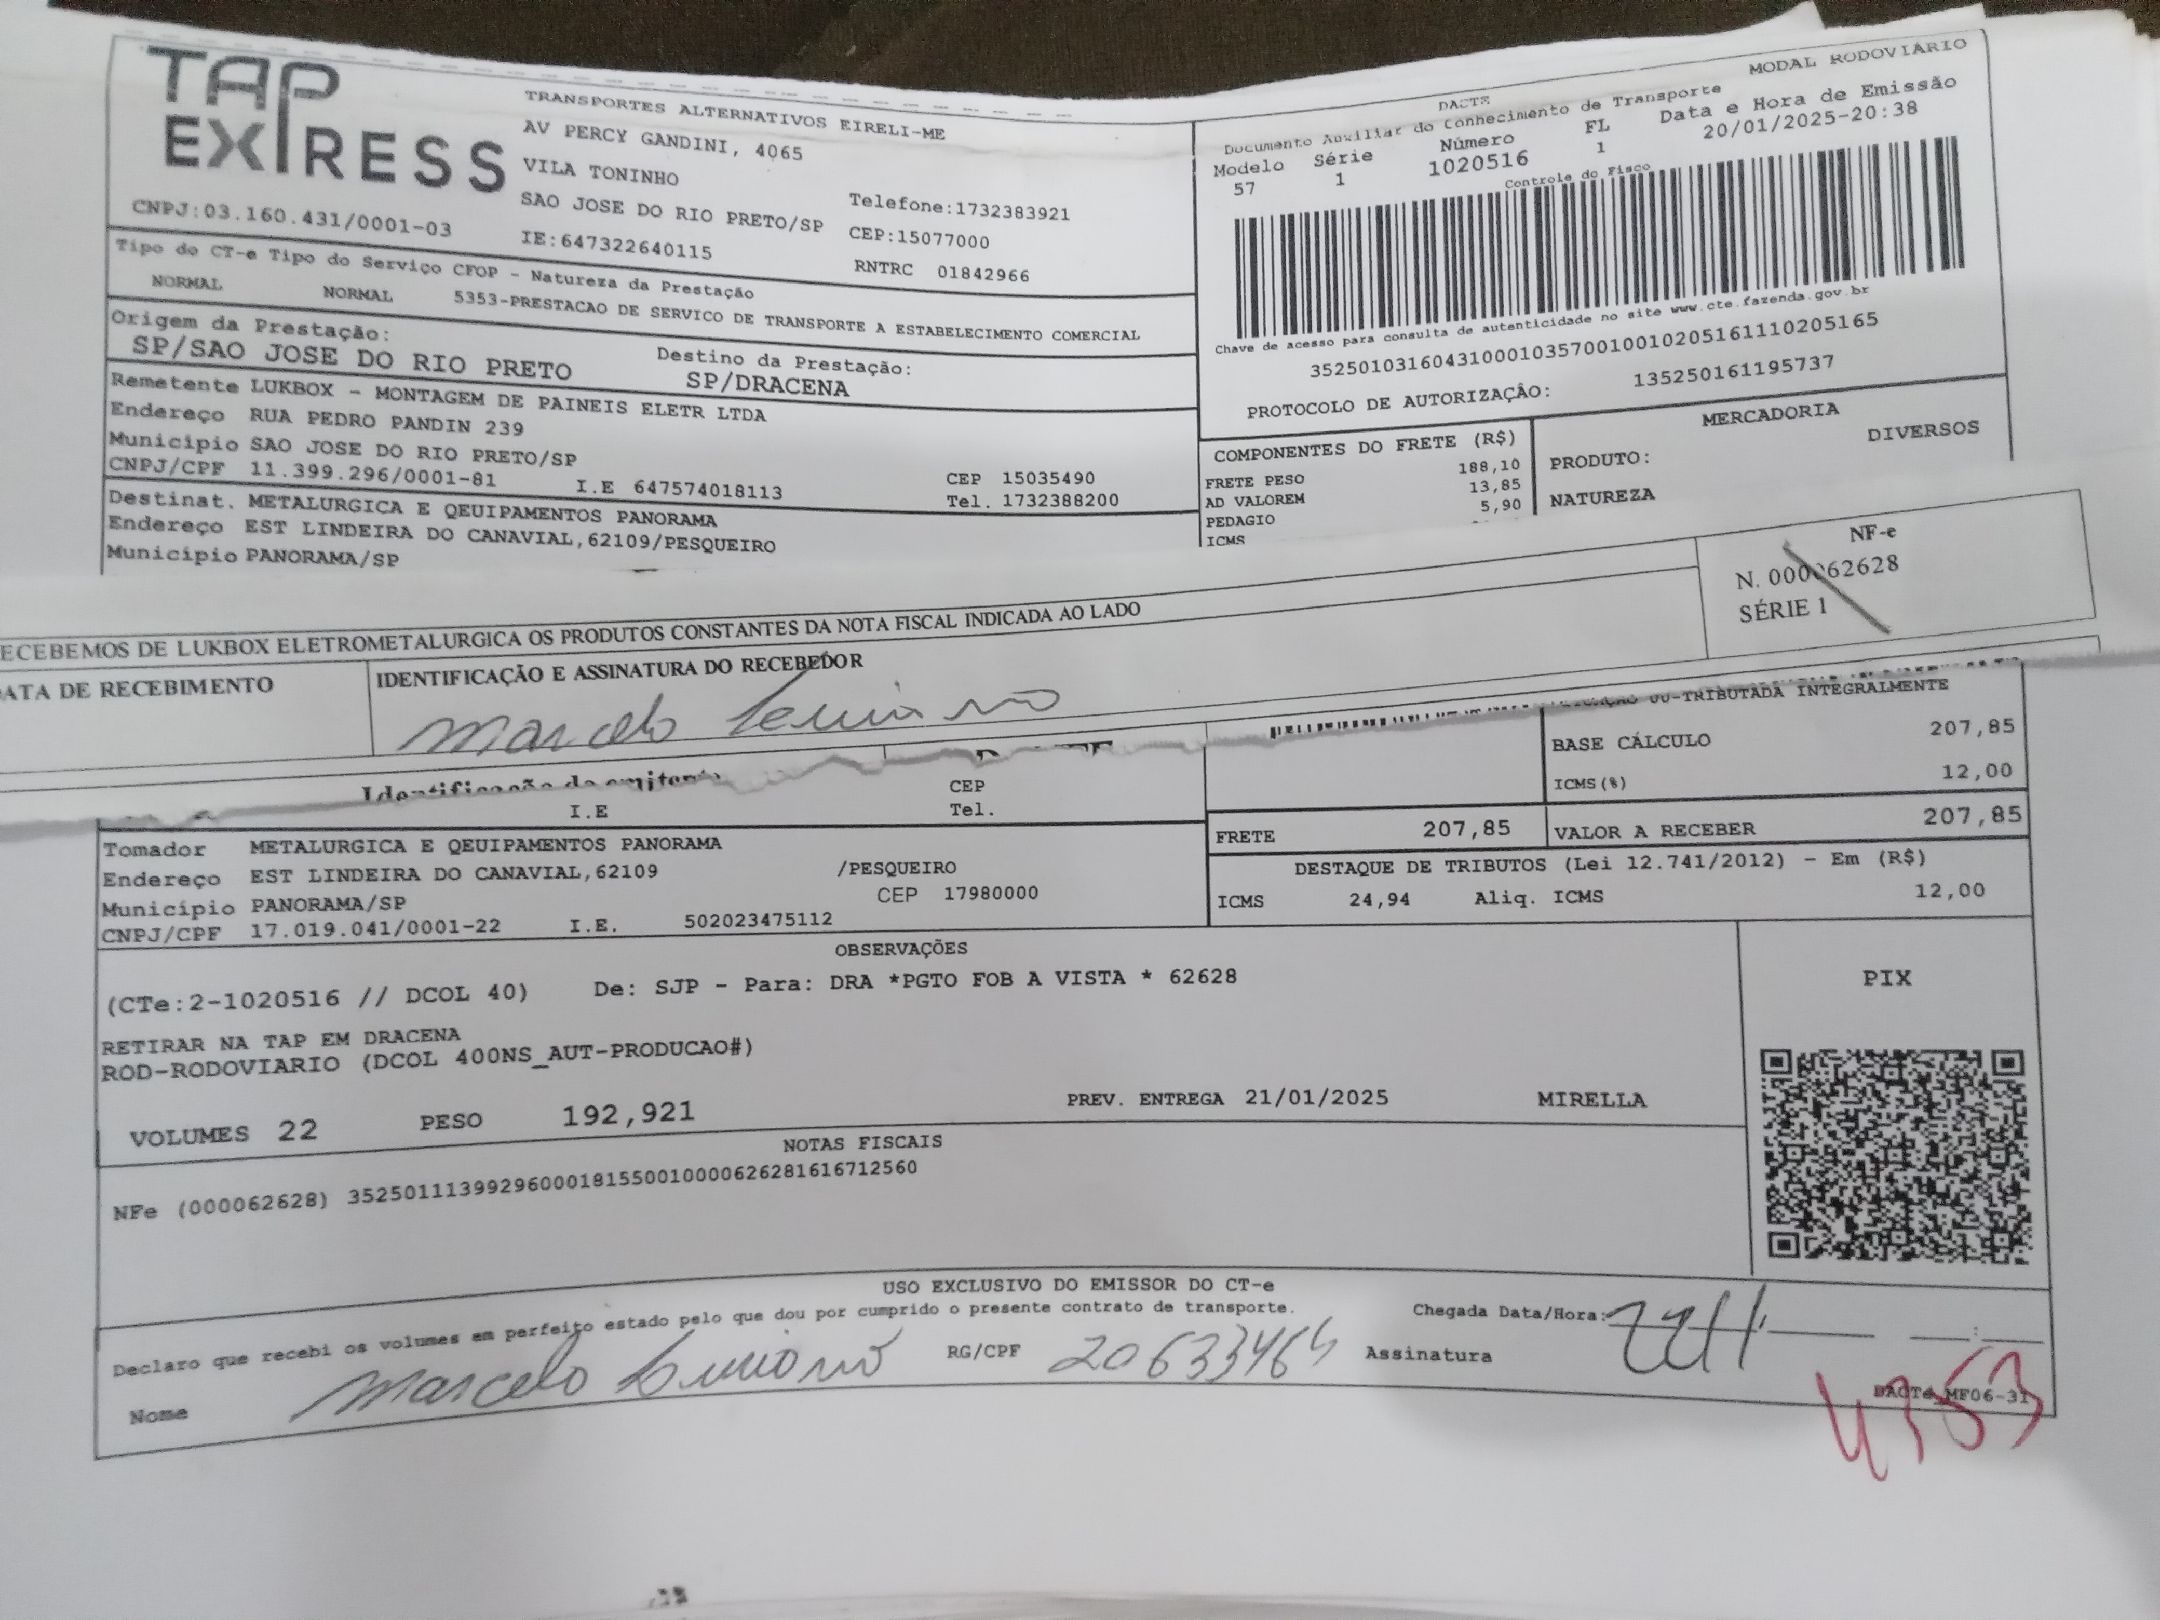 TAP
EXPRESS
CNPJ:03.160.431/0001-03
TRANSPORTES ALTERNATIVOS EIRELI-ME
AV PERCY GANDINI, 4065
VILA TONINHO
SAO JOSE DO RIO PRETO/SP
IE:647322640115
Telefone:1732383921
CEP:15077000
RNTRC 01842966
MODAL RODOVIÁRIO
DACTE
Documento Auxiliar do Conhecimento de Transporte
Modelo Série Número FL Data e Hora de Emissão
57 1 1020516 1 20/01/2025-20:38
Controle do Fisco
Chave de acesso para consulta de autenticidade no site www.cte.fazenda.gov.br
35250103160431000103570010010205161110205165
PROTOCOLO DE AUTORIZAÇÃO: 135250161195737
Tipo do CT-e Tipo do Serviço CFOP - Natureza da Prestação
NORMAL NORMAL 5353-PRESTACAO DE SERVICO DE TRANSPORTE A ESTABELECIMENTO COMERCIAL
Origem da Prestação: Destino da Prestação:
SP/SAO JOSE DO RIO PRETO SP/DRACENA
Remetente LUKBOX - MONTAGEM DE PAINEIS ELETR LTDA
Endereço RUA PEDRO PANDIN 239
Município SAO JOSE DO RIO PRETO/SP CEP 15035490
CNPJ/CPF 11.399.296/0001-81 I.E 647574018113 Tel. 1732388200
Destinat. METALURGICA E QEUIPAMENTOS PANORAMA
Endereço EST LINDEIRA DO CANAVIAL,62109/PESQUEIRO
Município PANORAMA/SP
COMPONENTES DO FRETE (R$)
FRETE PESO 188,10
AD VALOREM 13,85
PEDAGIO 5,90
ICMS
MERCADORIA
PRODUTO: DIVERSOS
NATUREZA
ECEBEMOS DE LUKBOX ELETROMETALURGICA OS PRODUTOS CONSTANTES DA NOTA FISCAL INDICADA AO LADO
NF-e
N. 000062628
SÉRIE 1
ATA DE RECEBIMENTO
IDENTIFICAÇÃO E ASSINATURA DO RECEBEDOR
Marcelo
Identificação do emitente
CEP
I.E Tel.
00-TRIBUTADA INTEGRALMENTE
BASE CÁLCULO 207,85
ICMS(%) 12,00
FRETE 207,85 VALOR A RECEBER 207,85
Tomador METALURGICA E QEUIPAMENTOS PANORAMA
Endereço EST LINDEIRA DO CANAVIAL,62109 /PESQUEIRO
Município PANORAMA/SP CEP 17980000
CNPJ/CPF 17.019.041/0001-22 I.E. 502023475112
DESTAQUE DE TRIBUTOS (Lei 12.741/2012) - Em (R$)
ICMS 24,94 Aliq. ICMS 12,00
OBSERVAÇÕES
(CTe:2-1020516 // DCOL 40) De: SJP - Para: DRA *PGTO FOB A VISTA * 62628
RETIRAR NA TAP EM DRACENA
ROD-RODOVIARIO (DCOL 400NS_AUT-PRODUCAO#)
VOLUMES 22 PESO 192,921 PREV. ENTREGA 21/01/2025 MIRELLA
PIX
NOTAS FISCAIS
NFe (000062628) 35250111399296000181550010000626281616712560
USO EXCLUSIVO DO EMISSOR DO CT-e
Declaro que recebi os volumes em perfeito estado pelo que dou por cumprido o presente contrato de transporte.
Chegada Data/Hora:
Nome Marcelo RG/CPF 20633464 Assinatura
DACTe_MF06-31
4353